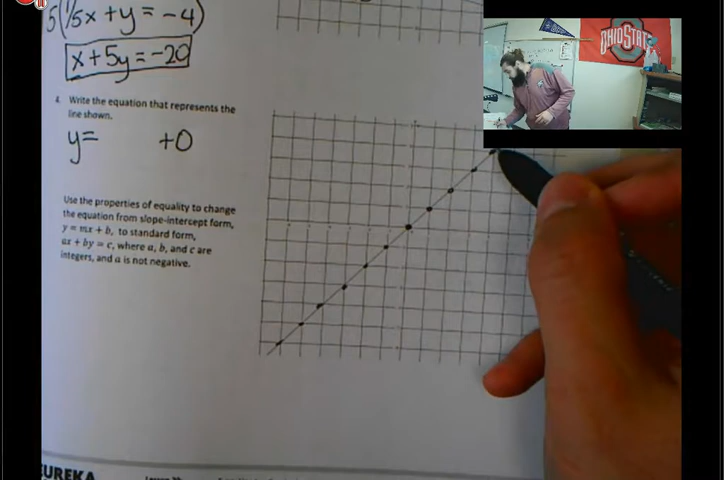 5(1/5x + y = -4)
x + 5y = -20
OHIO STATE
4. Write the equation that represents the
line shown.
y= +0
Use the properties of equality to change
the equation from slope-intercept form,
y = mx + b, to standard form,
ax + by = c, where a, b, and c are
integers, and a is not negative.
EUREKA